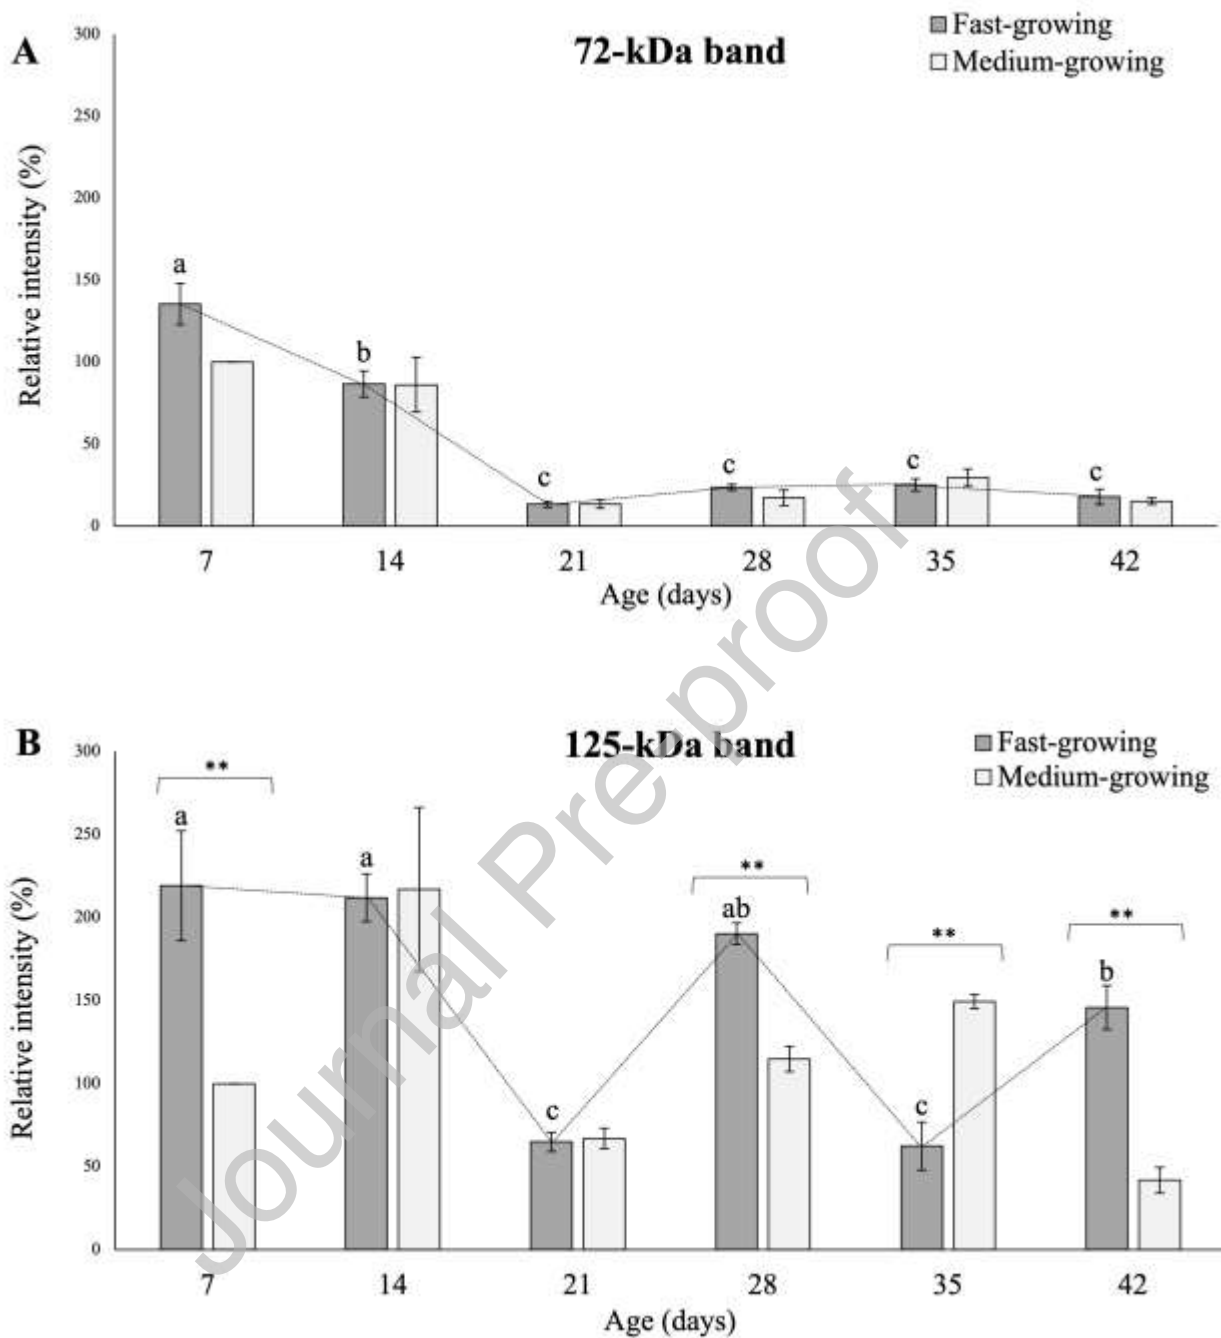 A
72-kDa band
Fast-growing
Medium-growing
Relative intensity (%)
300
250
200
150
100
50
0
a
b
c
c
c
c
7 14 21 28 35 42
Age (days)
B
125-kDa band
Fast-growing
Medium-growing
Relative intensity (%)
300
250
200
150
100
50
0
**
a
a
c
**
ab
**
c
**
b
7 14 21 28 35 42
Age (days)
Journal Pre-proof